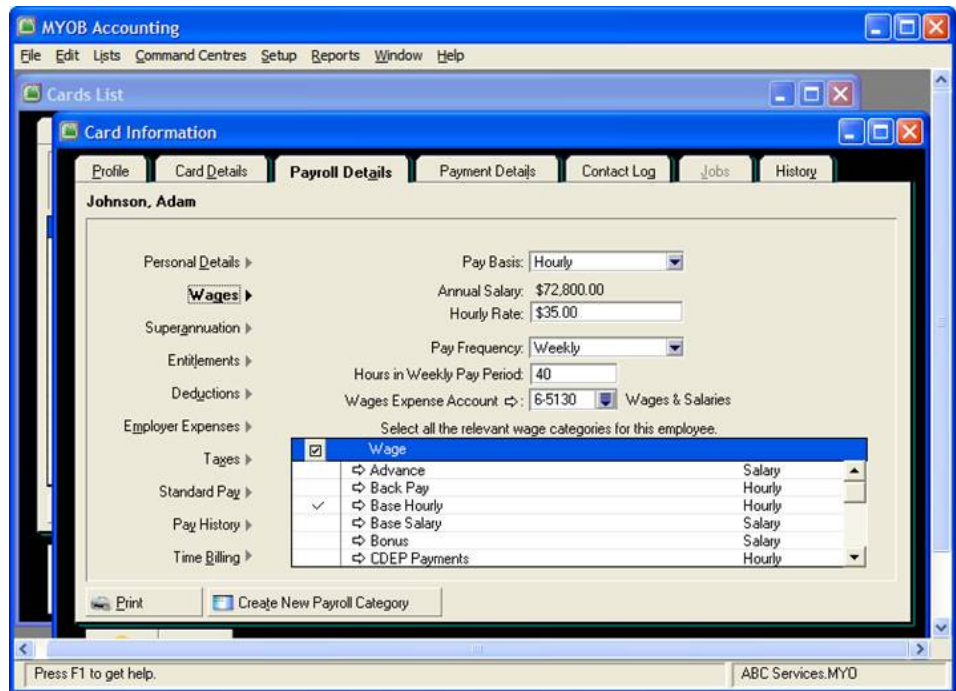 MYOB Accounting
File Edit Lists Command Centres Setup Reports Window Help
Cards List
Card Information
Profile Card Details Payroll Details Payment Details Contact Log Jobs History
Johnson, Adam
Personal Details
Wages
Superannuation
Entitlements
Deductions
Employer Expenses
Taxes
Standard Pay
Pay History
Time Billing
Pay Basis: Hourly
Annual Salary: $72,800.00
Hourly Rate: $35.00
Pay Frequency: Weekly
Hours in Weekly Pay Period: 40
Wages Expense Account ⇨: 6-5130 Wages & Salaries
Select all the relevant wage categories for this employee.
Wage
⇨ Advance Salary
⇨ Back Pay Hourly
⇨ Base Hourly Hourly
⇨ Base Salary Salary
⇨ Bonus Salary
⇨ CDEP Payments Hourly
Print Create New Payroll Category
Press F1 to get help. ABC Services.MYO